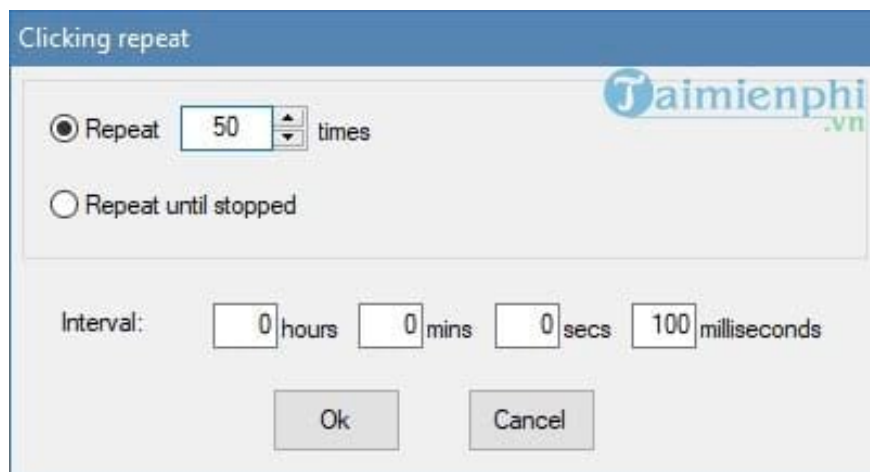 Clicking repeat
Taimienphi
.vn
Repeat 50 times
Repeat until stopped
Interval: 0 hours 0 mins 0 secs 100 milliseconds
Ok Cancel